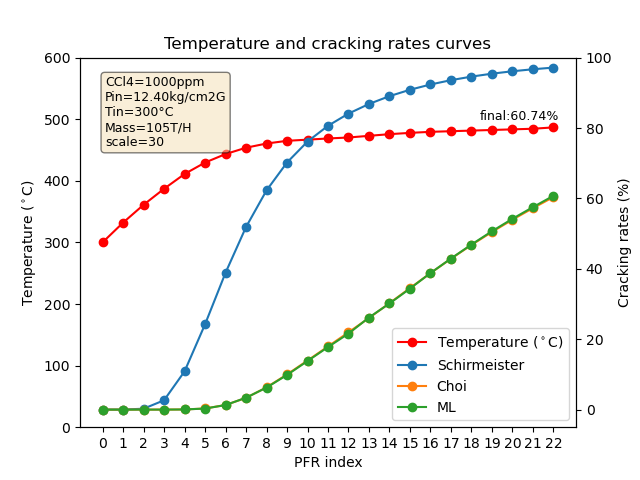 Temperature and cracking rates curves
CCl4=1000ppm
Pin=12.40kg/cm2G
Tin=300°C
Mass=105T/H
scale=30
final:60.74%
600
500
400
300
200
100
0
Temperature (°C)
100
80
60
40
20
0
Cracking rates (%)
Temperature (°C)
Schirmeister
Choi
ML
0 1 2 3 4 5 6 7 8 9 10 11 12 13 14 15 16 17 18 19 20 21 22
PFR index